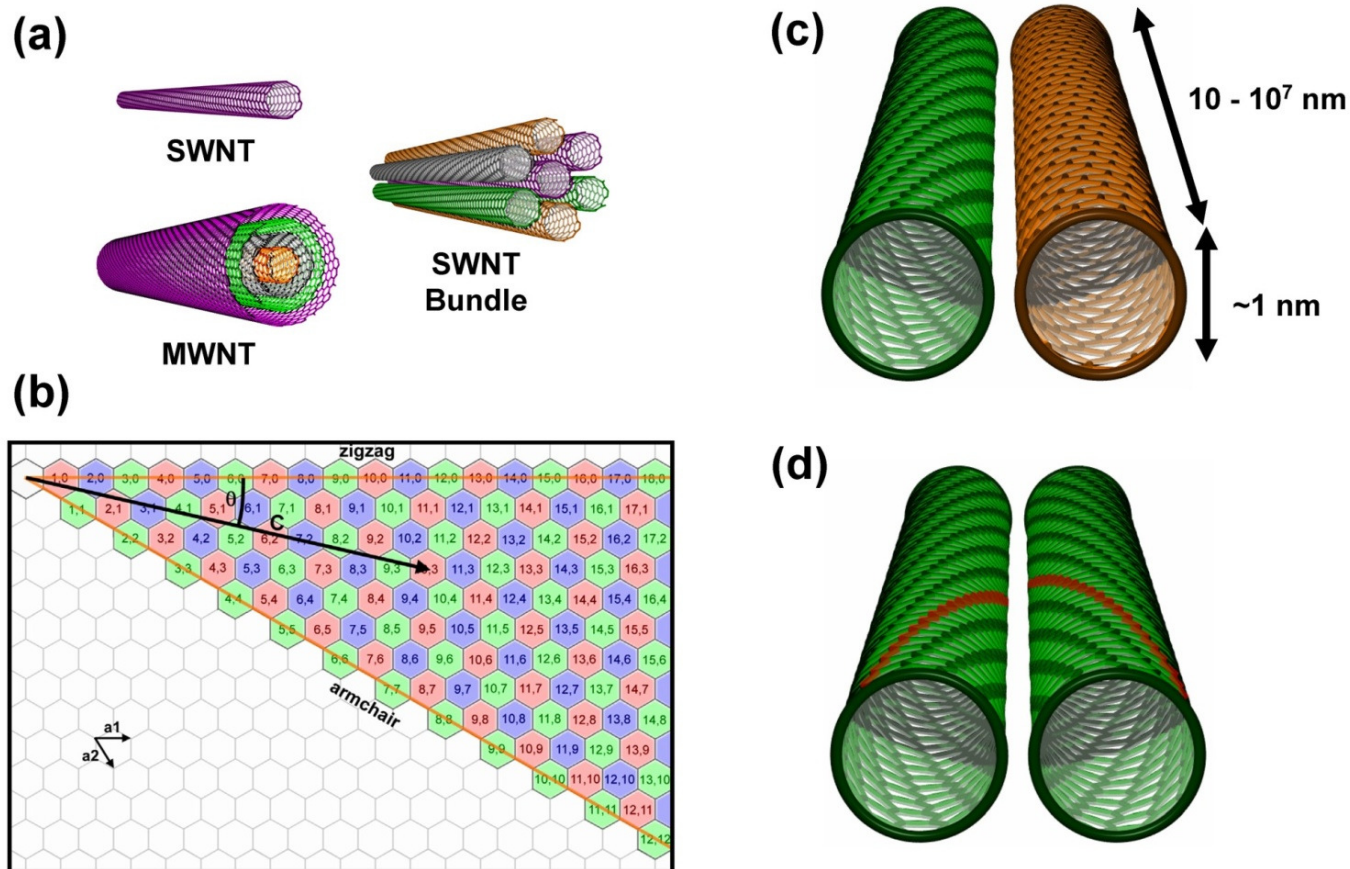 (a)
SWNT
SWNT
Bundle
MWNT
(b)
zigzag
1,0 2,0 3,0 4,0 5,0 6,0 7,0 8,0 9,0 10,0 11,0 12,0 13,0 14,0 15,0 16,0 17,0 18,0
θ
1,1 2,1 3,1 4,1 5,1 6,1 7,1 8,1 9,1 10,1 11,1 12,1 13,1 14,1 15,1 16,1 17,1
C
2,2 3,2 4,2 5,2 6,2 7,2 8,2 9,2 10,2 11,2 12,2 13,2 14,2 15,2 16,2 17,2
3,3 4,3 5,3 6,3 7,3 8,3 9,3 11,3 12,3 13,3 14,3 15,3 16,3
4,4 5,4 6,4 7,4 8,4 9,4 10,4 11,4 12,4 13,4 14,4 15,4 16,4
5,5 6,5 7,5 8,5 9,5 10,5 11,5 12,5 13,5 14,5 15,5
6,6 7,6 8,6 9,6 10,6 11,6 12,6 13,6 14,6 15,6
armchair
7,7 8,7 9,7 10,7 11,7 12,7 13,7 14,7
8,8 9,8 10,8 11,8 12,8 13,8 14,8
a1
a2
9,9 10,9 11,9 12,9 13,9
10,10 11,10 12,10 13,10
11,11 12,11
12,12
(c)
10 - 10⁷ nm
~1 nm
(d)